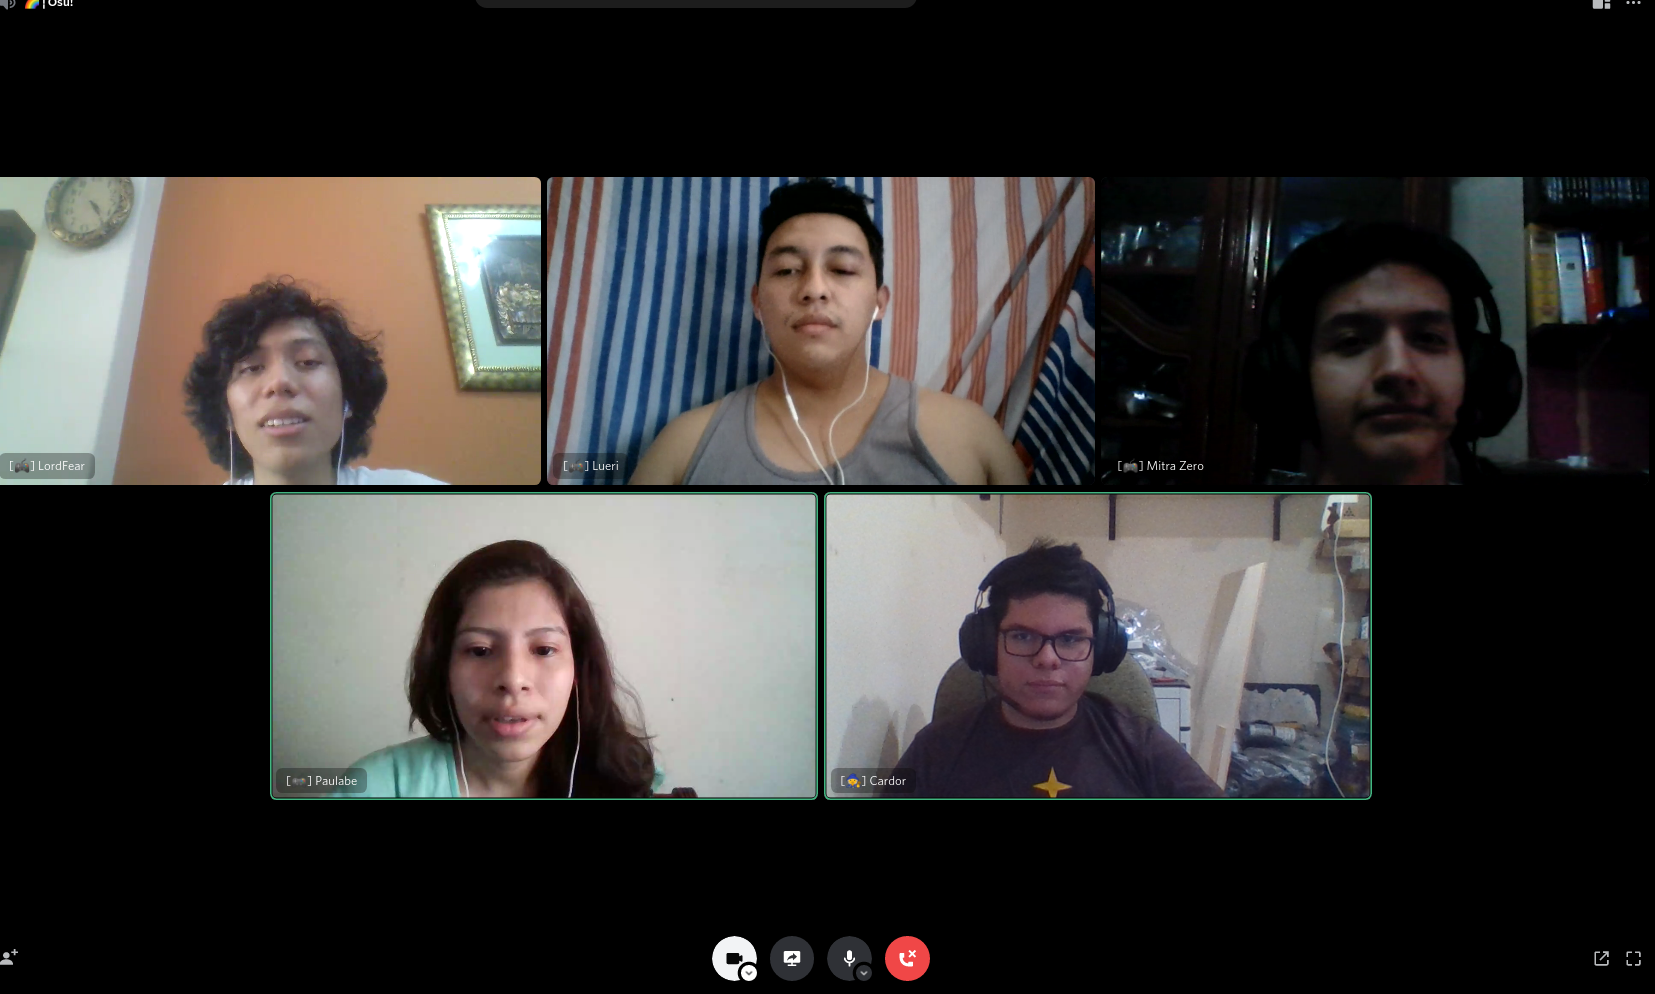 | Osu!
[🎮] LordFear
[🎮] Lueri
[🎮] Mitra Zero
[🎮] Paulabe
[🧙] Cardor